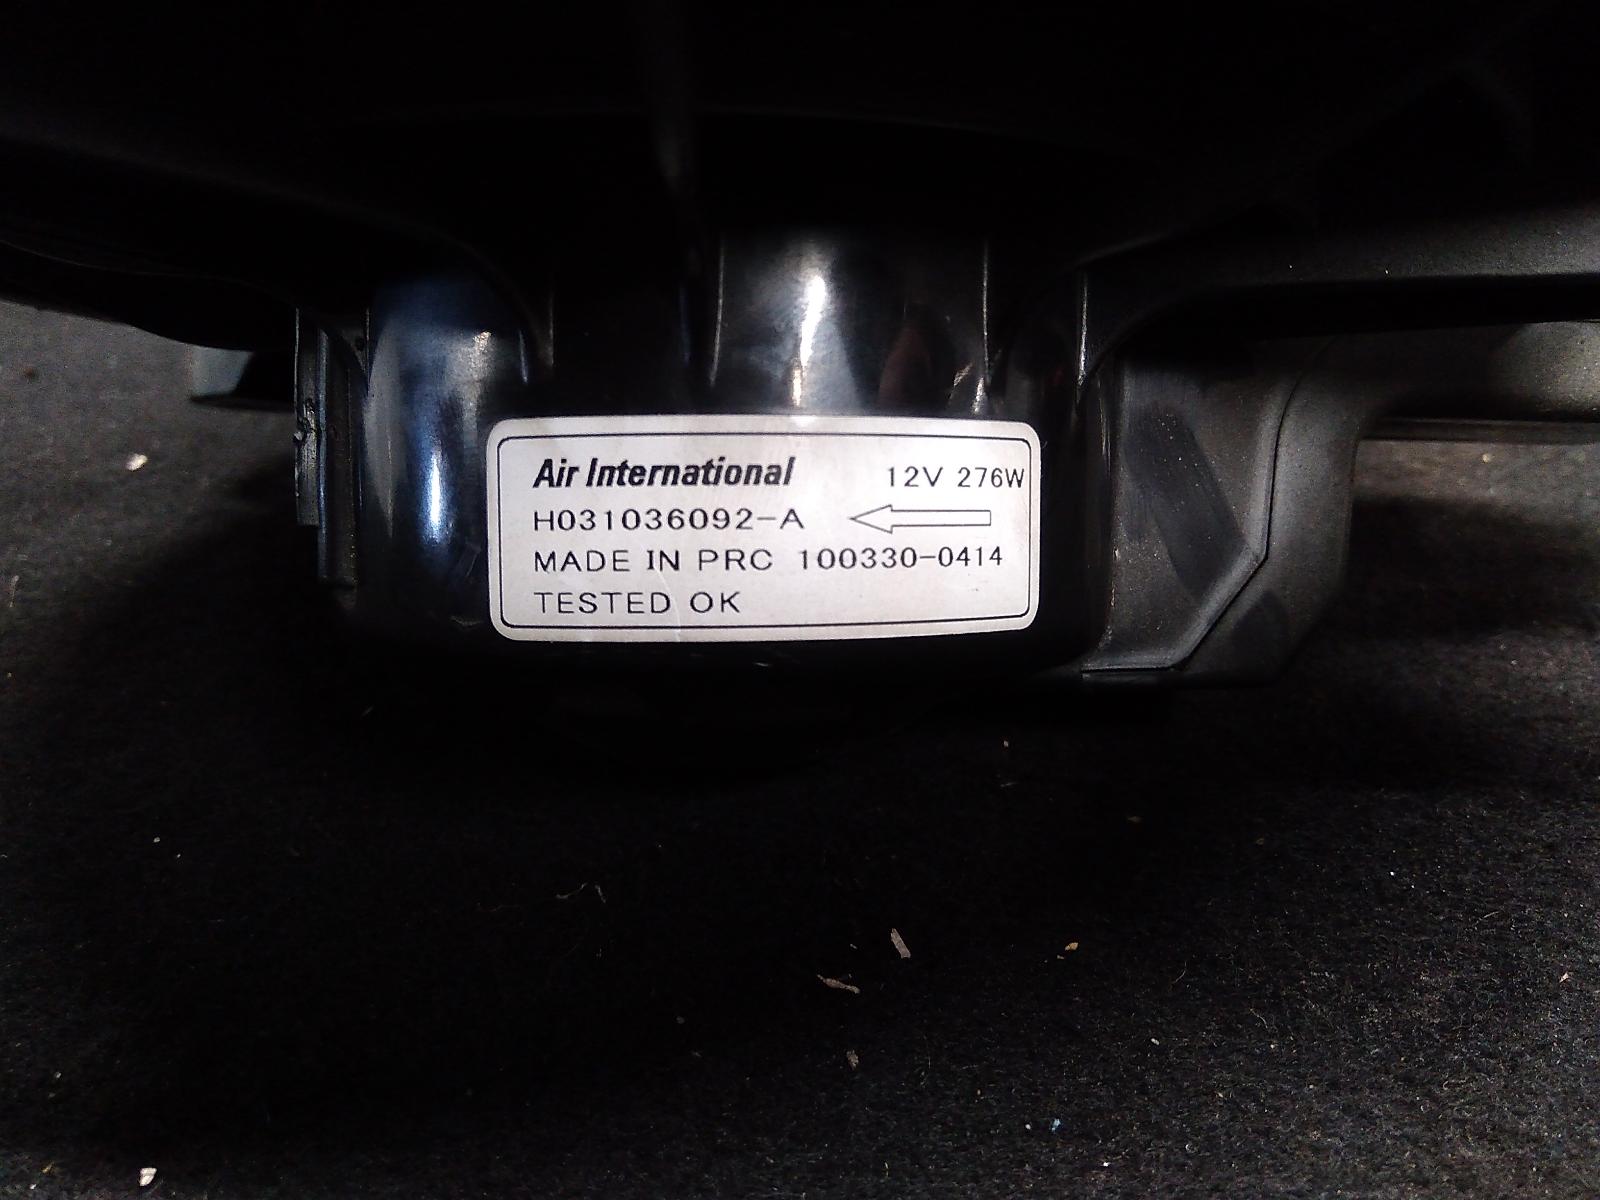 Air International 12V 276W
H031036092-A
MADE IN PRC 100330-0414
TESTED OK